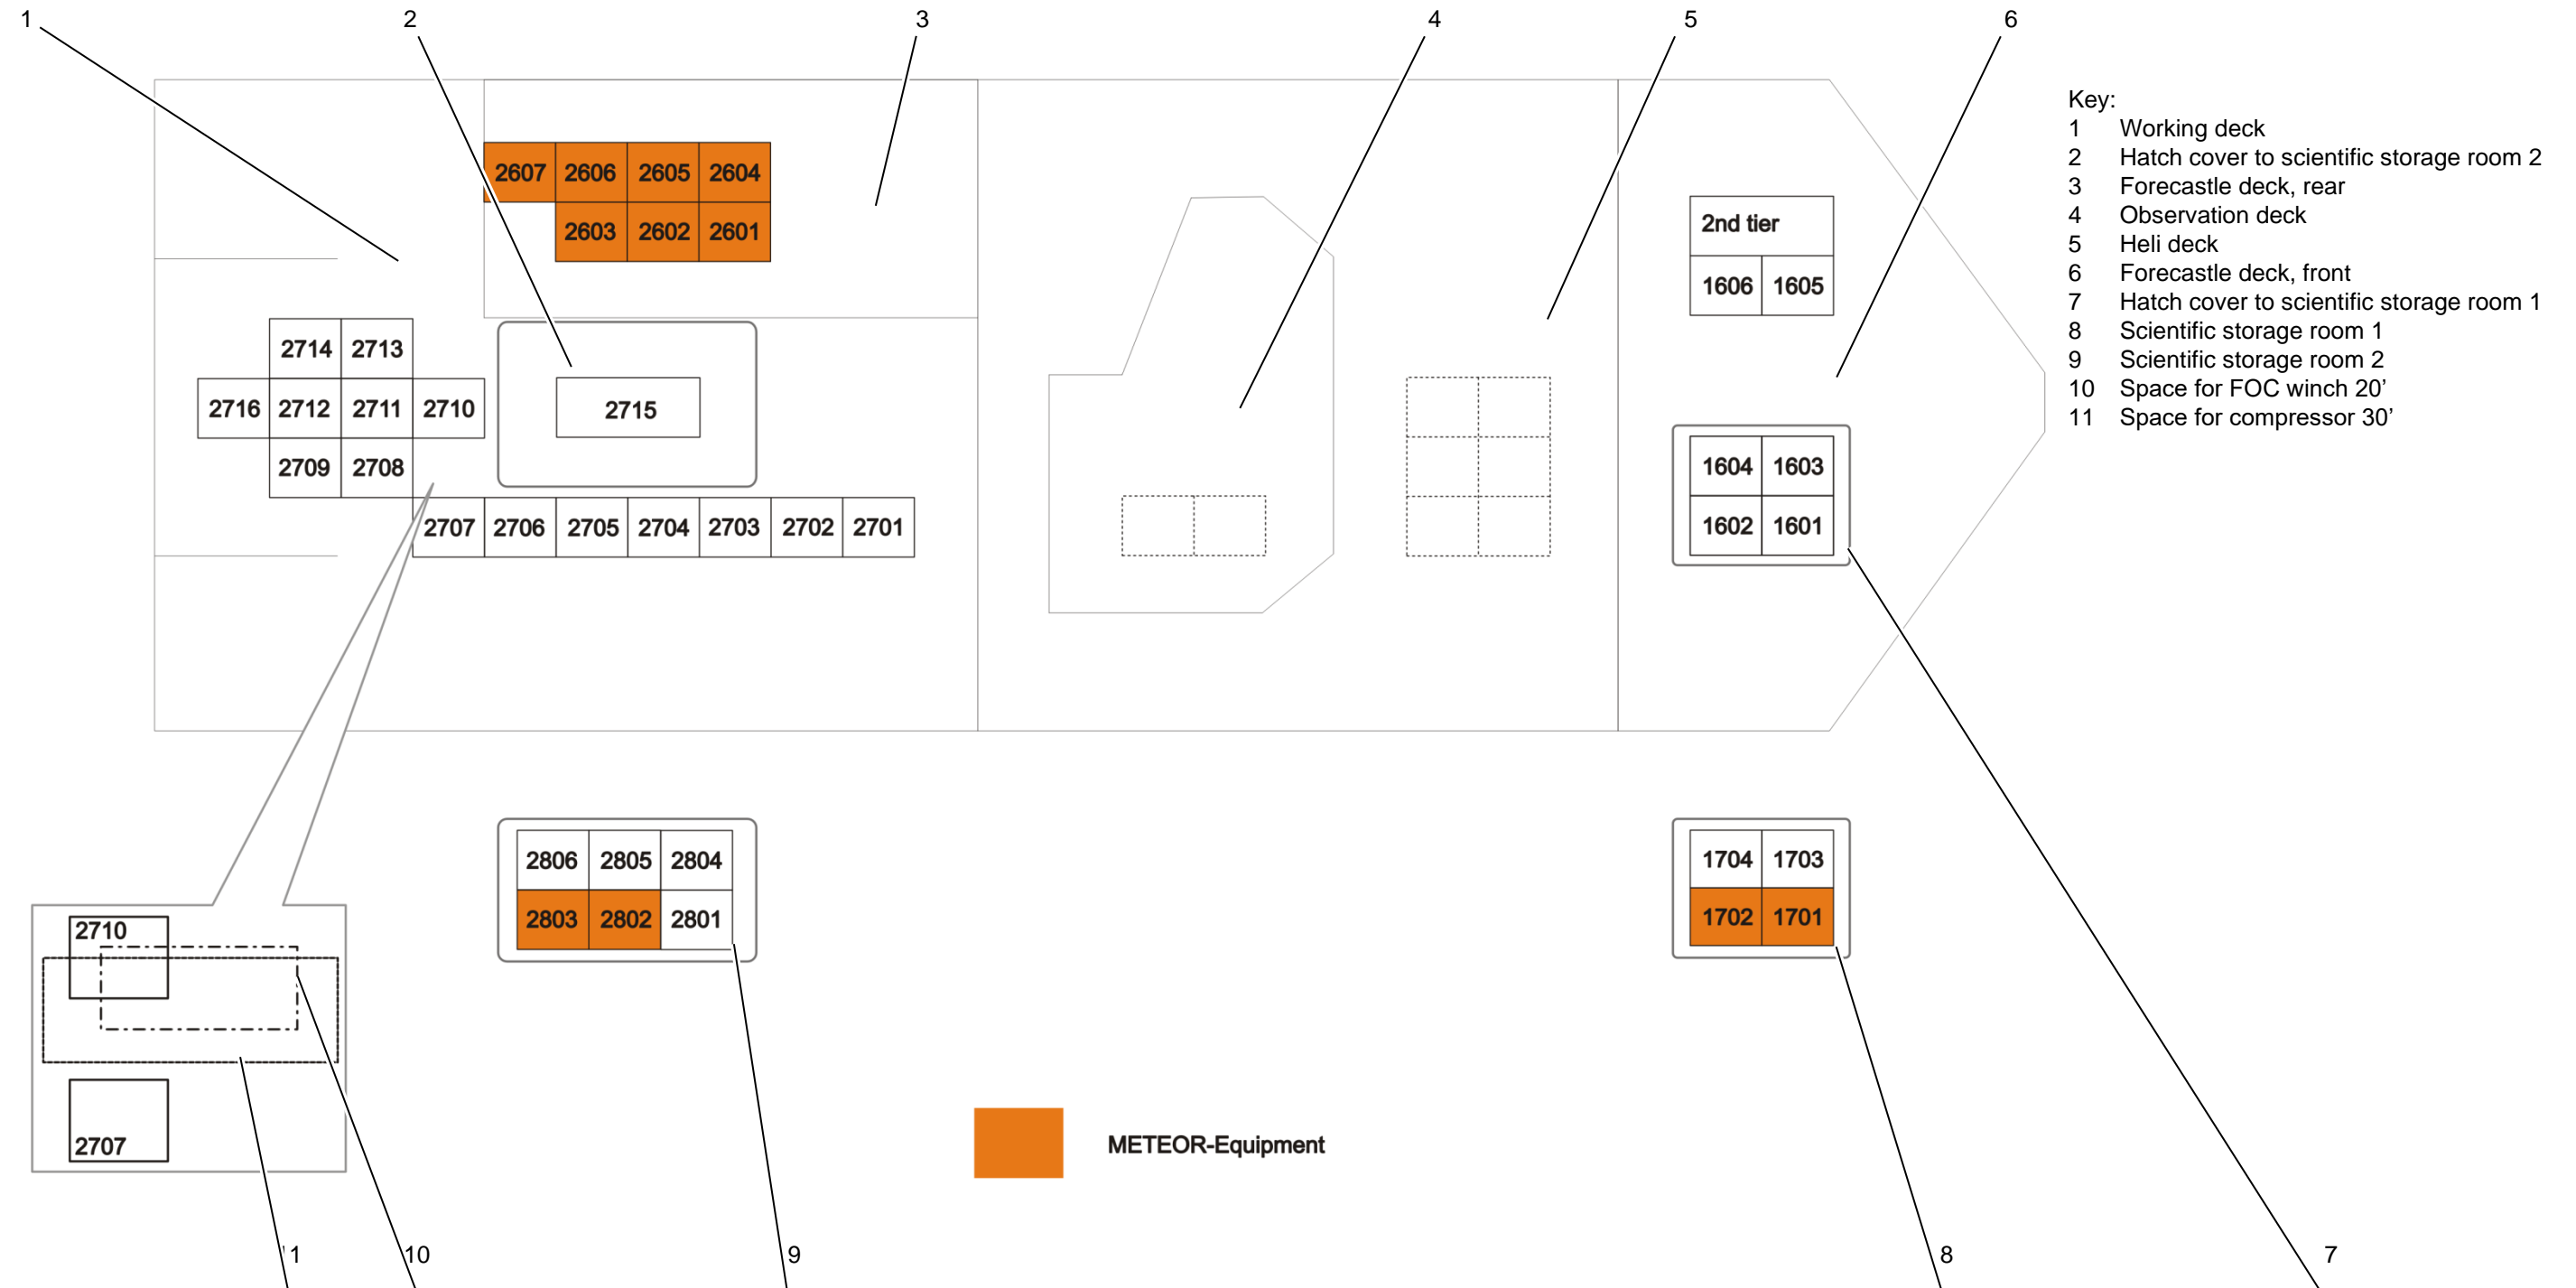 1 2 3 4 5 6
Key:
1 Working deck
2 Hatch cover to scientific storage room 2
3 Forecastle deck, rear
4 Observation deck
5 Heli deck
6 Forecastle deck, front
7 Hatch cover to scientific storage room 1
8 Scientific storage room 1
9 Scientific storage room 2
10 Space for FOC winch 20’
11 Space for compressor 30’
2607 2606 2605 2604
2603 2602 2601
2nd tier
1606 1605
2714 2713
2716 2712 2711 2710
2715
2709 2708
1604 1603
1602 1601
2707 2706 2705 2704 2703 2702 2701
2806 2805 2804
2803 2802 2801
1704 1703
1702 1701
2710
2707
METEOR-Equipment
10 9 8 7